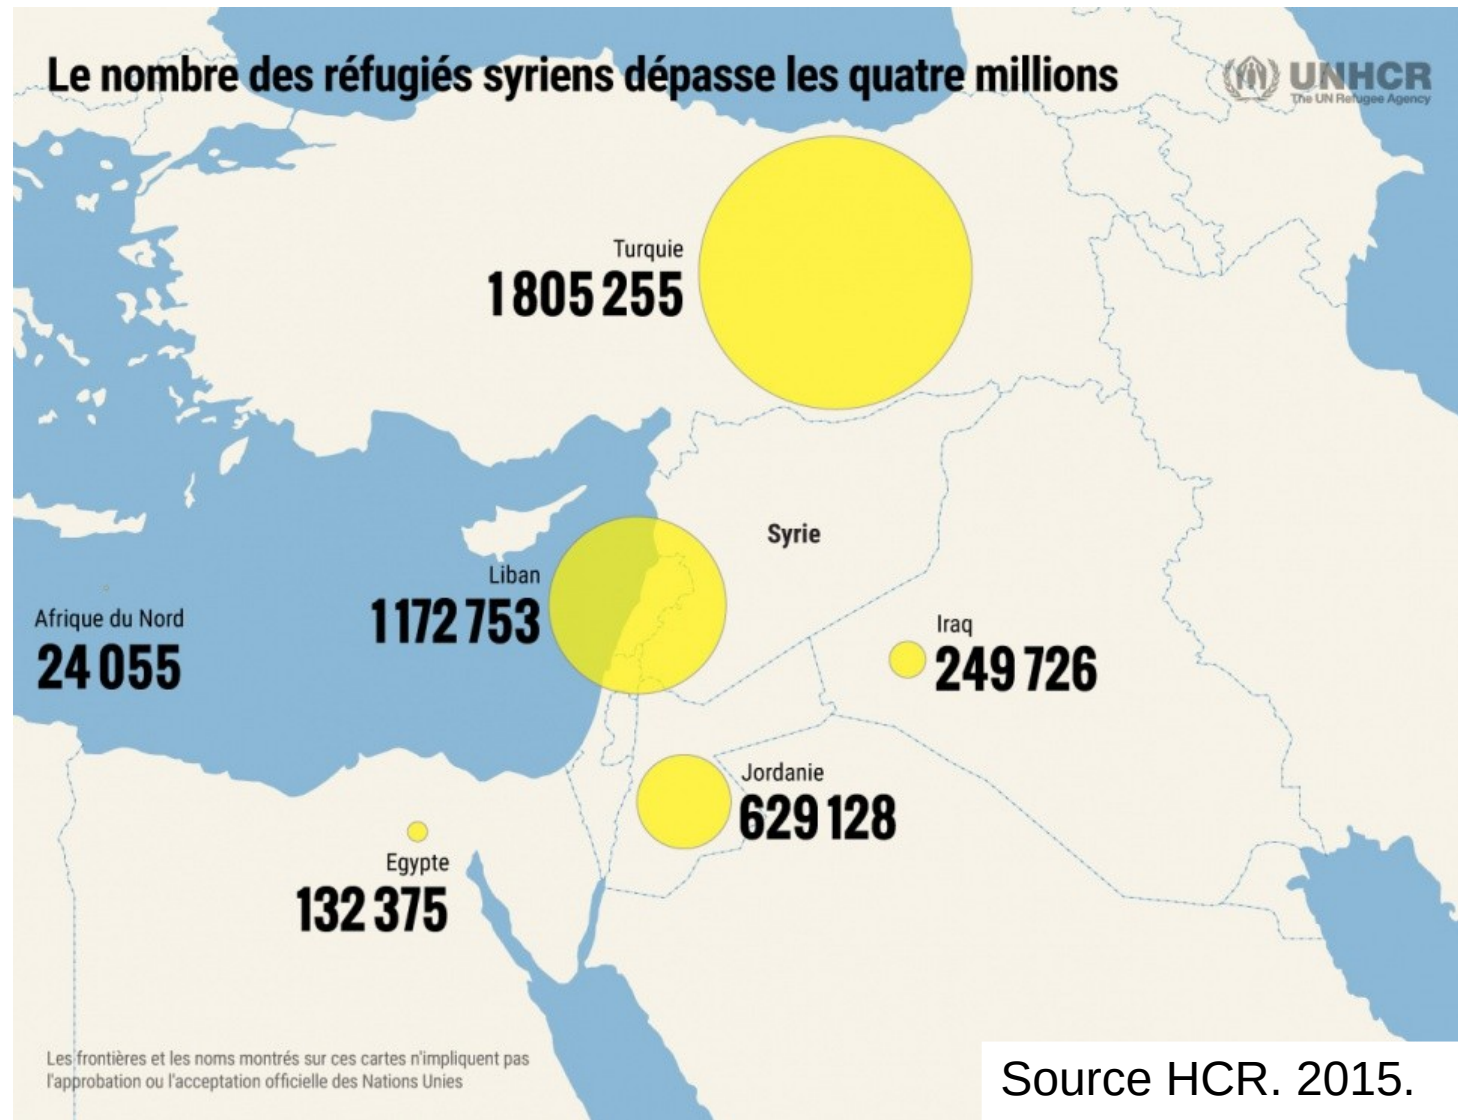 Le nombre des réfugiés syriens dépasse les quatre millions
UNHCR
The UN Refugee Agency
Turquie
1 805 255
Syrie
Liban
1 172 753
Afrique du Nord
24 055
Iraq
249 726
Jordanie
629 128
Egypte
132 375
Les frontières et les noms montrés sur ces cartes n'impliquent pas
l'approbation ou l'acceptation officielle des Nations Unies
Source HCR. 2015.